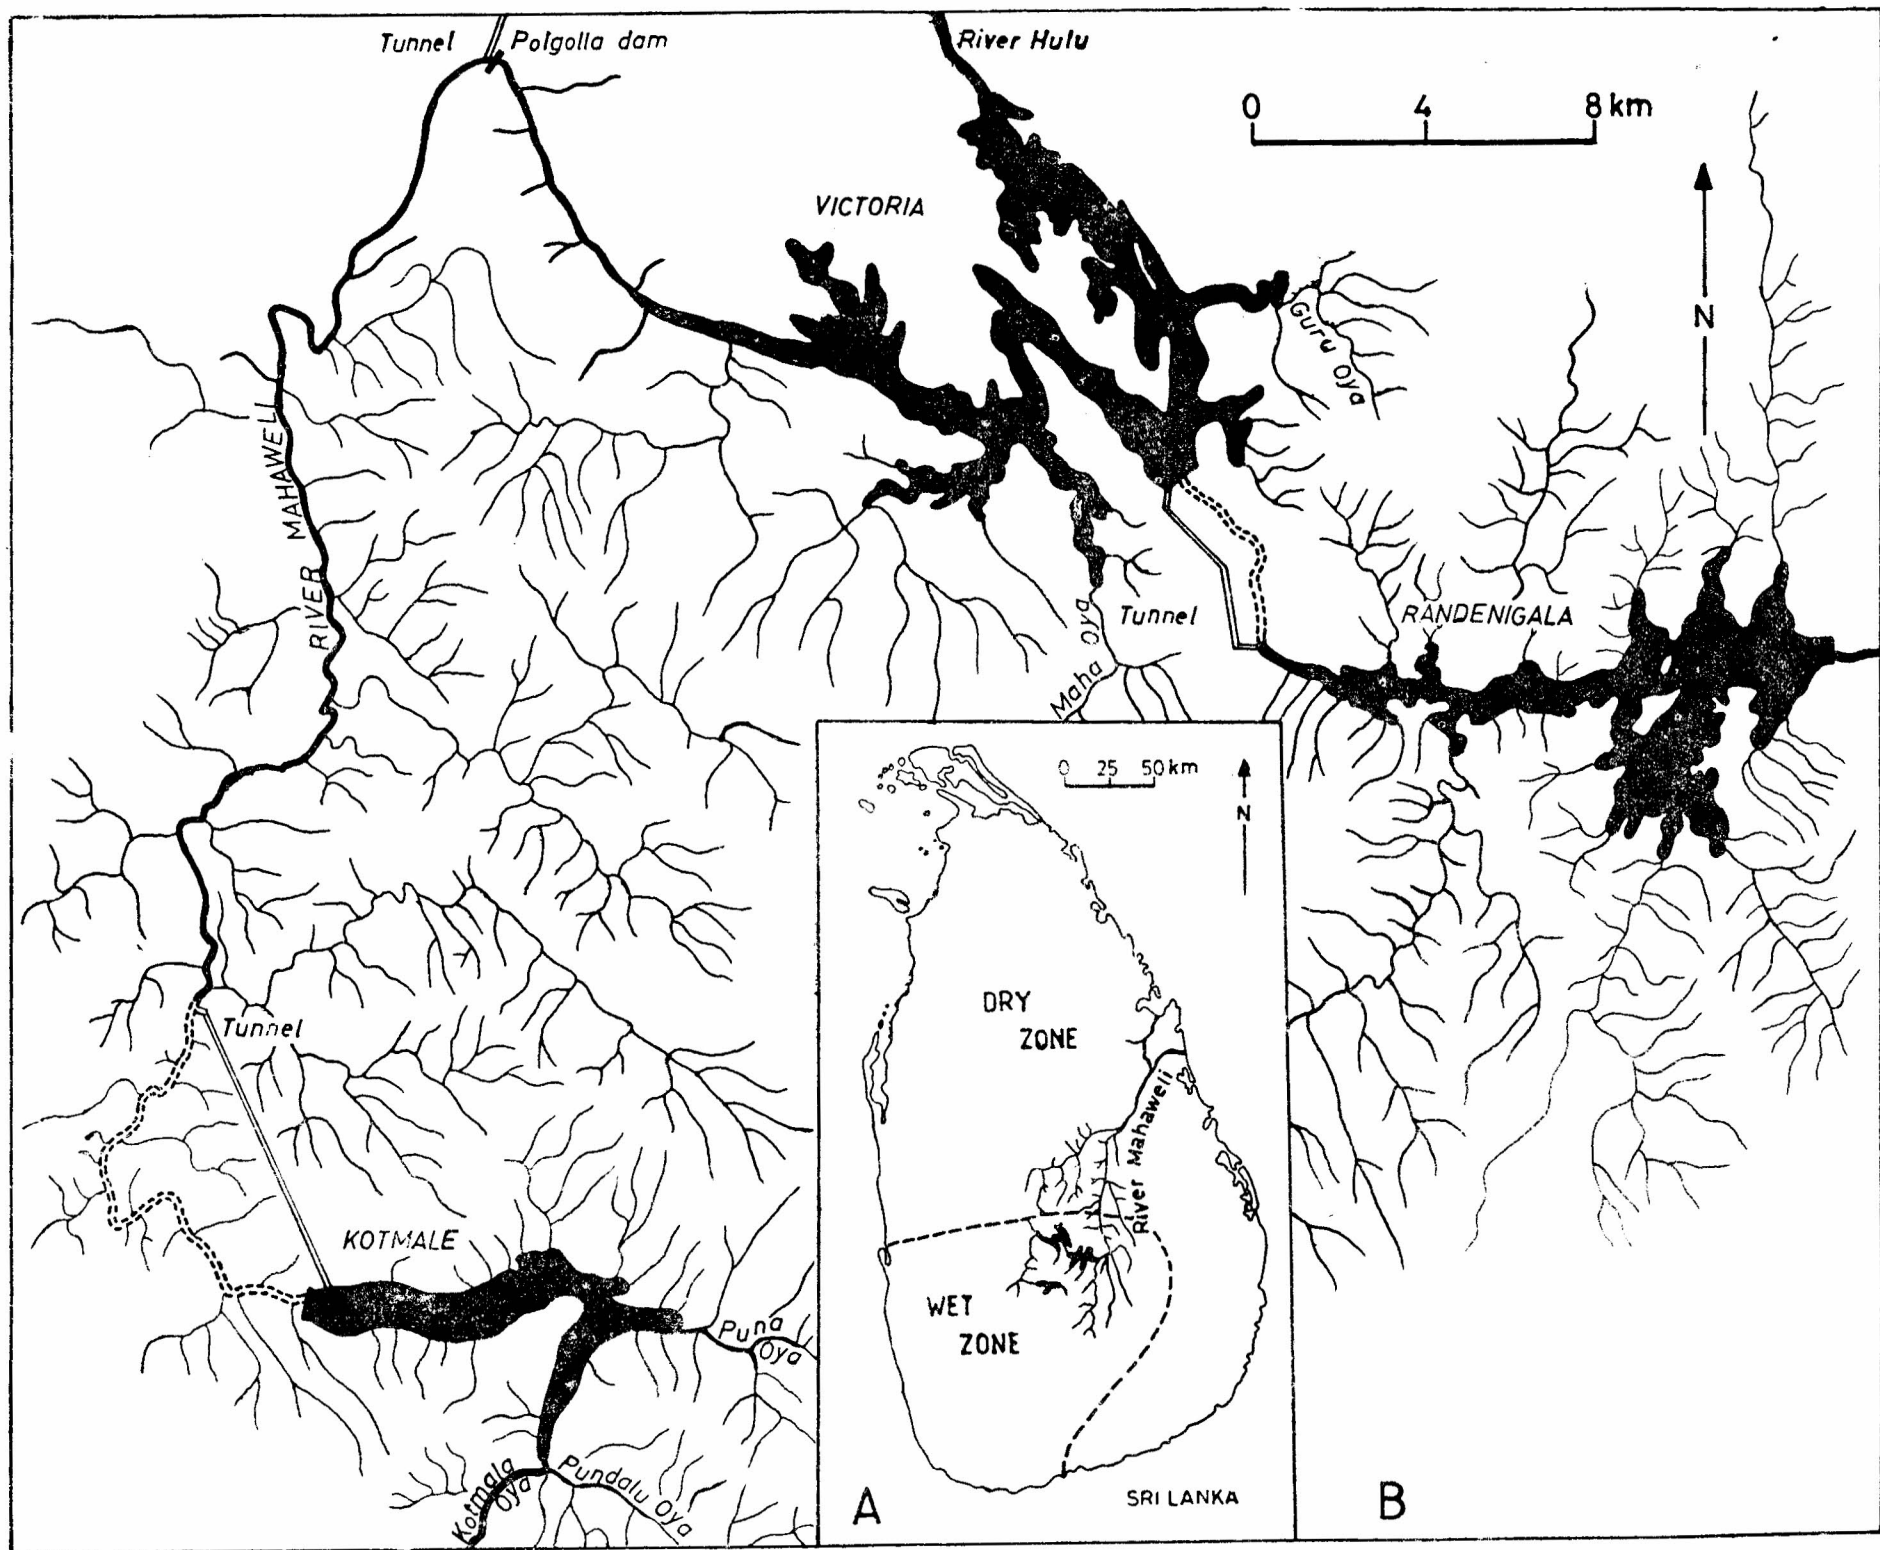 Tunnel
Polgolla dam
River Hulu
0 4 8 km
VICTORIA
N
Guru Oya
RIVER MAHAWELI
Tunnel
RANDENIGALA
Maha Oya
0 25 50 km
N
DRY
ZONE
Tunnel
River Mahaweli
KOTMALE
WET
ZONE
Puna
Oya
Kotmala
Oya
Pundalu Oya
A
SRI LANKA
B